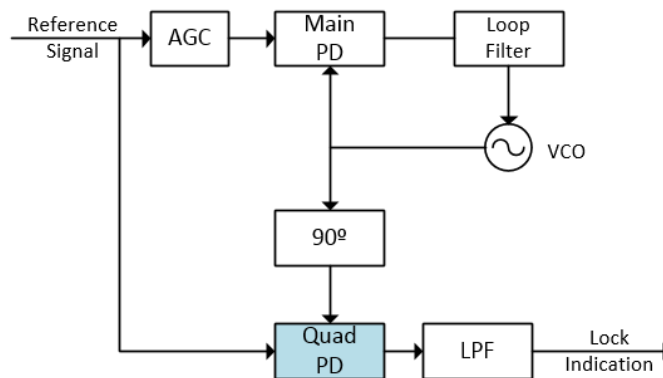 Reference
Signal
AGC
Main
PD
Loop
Filter
VCO
90º
Quad
PD
LPF
Lock
Indication